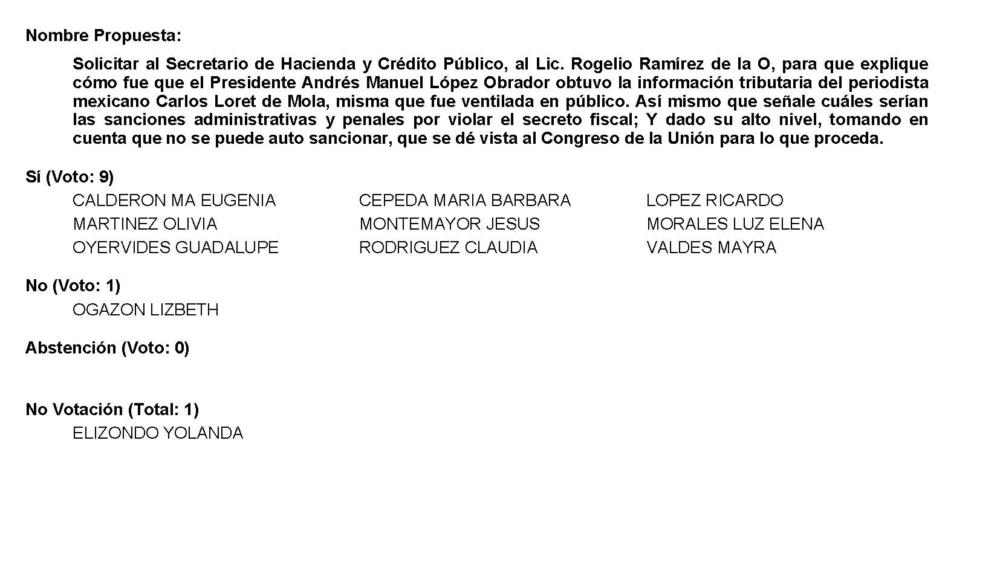 Nombre Propuesta:
Solicitar al Secretario de Hacienda y Crédito Público, al Lic. Rogelio Ramírez de la O, para que explique
cómo fue que el Presidente Andrés Manuel López Obrador obtuvo la información tributaria del periodista
mexicano Carlos Loret de Mola, misma que fue ventilada en público. Así mismo que señale cuáles serían
las sanciones administrativas y penales por violar el secreto fiscal; Y dado su alto nivel, tomando en
cuenta que no se puede auto sancionar, que se dé vista al Congreso de la Unión para lo que proceda.
Sí (Voto: 9)
CALDERON MA EUGENIA CEPEDA MARIA BARBARA LOPEZ RICARDO
MARTINEZ OLIVIA MONTEMAYOR JESUS MORALES LUZ ELENA
OYERVIDES GUADALUPE RODRIGUEZ CLAUDIA VALDES MAYRA
No (Voto: 1)
OGAZON LIZBETH
Abstención (Voto: 0)
No Votación (Total: 1)
ELIZONDO YOLANDA